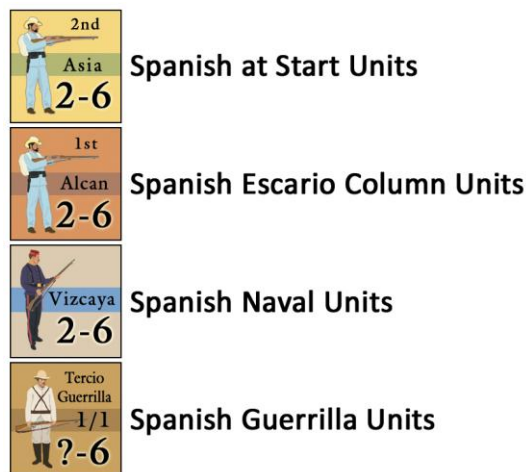 2nd
Asia
2-6
Spanish at Start Units
1st
Alcan
2-6
Spanish Escario Column Units
Vizcaya
2-6
Spanish Naval Units
Tercio
Guerrilla
1/1
?-6
Spanish Guerrilla Units